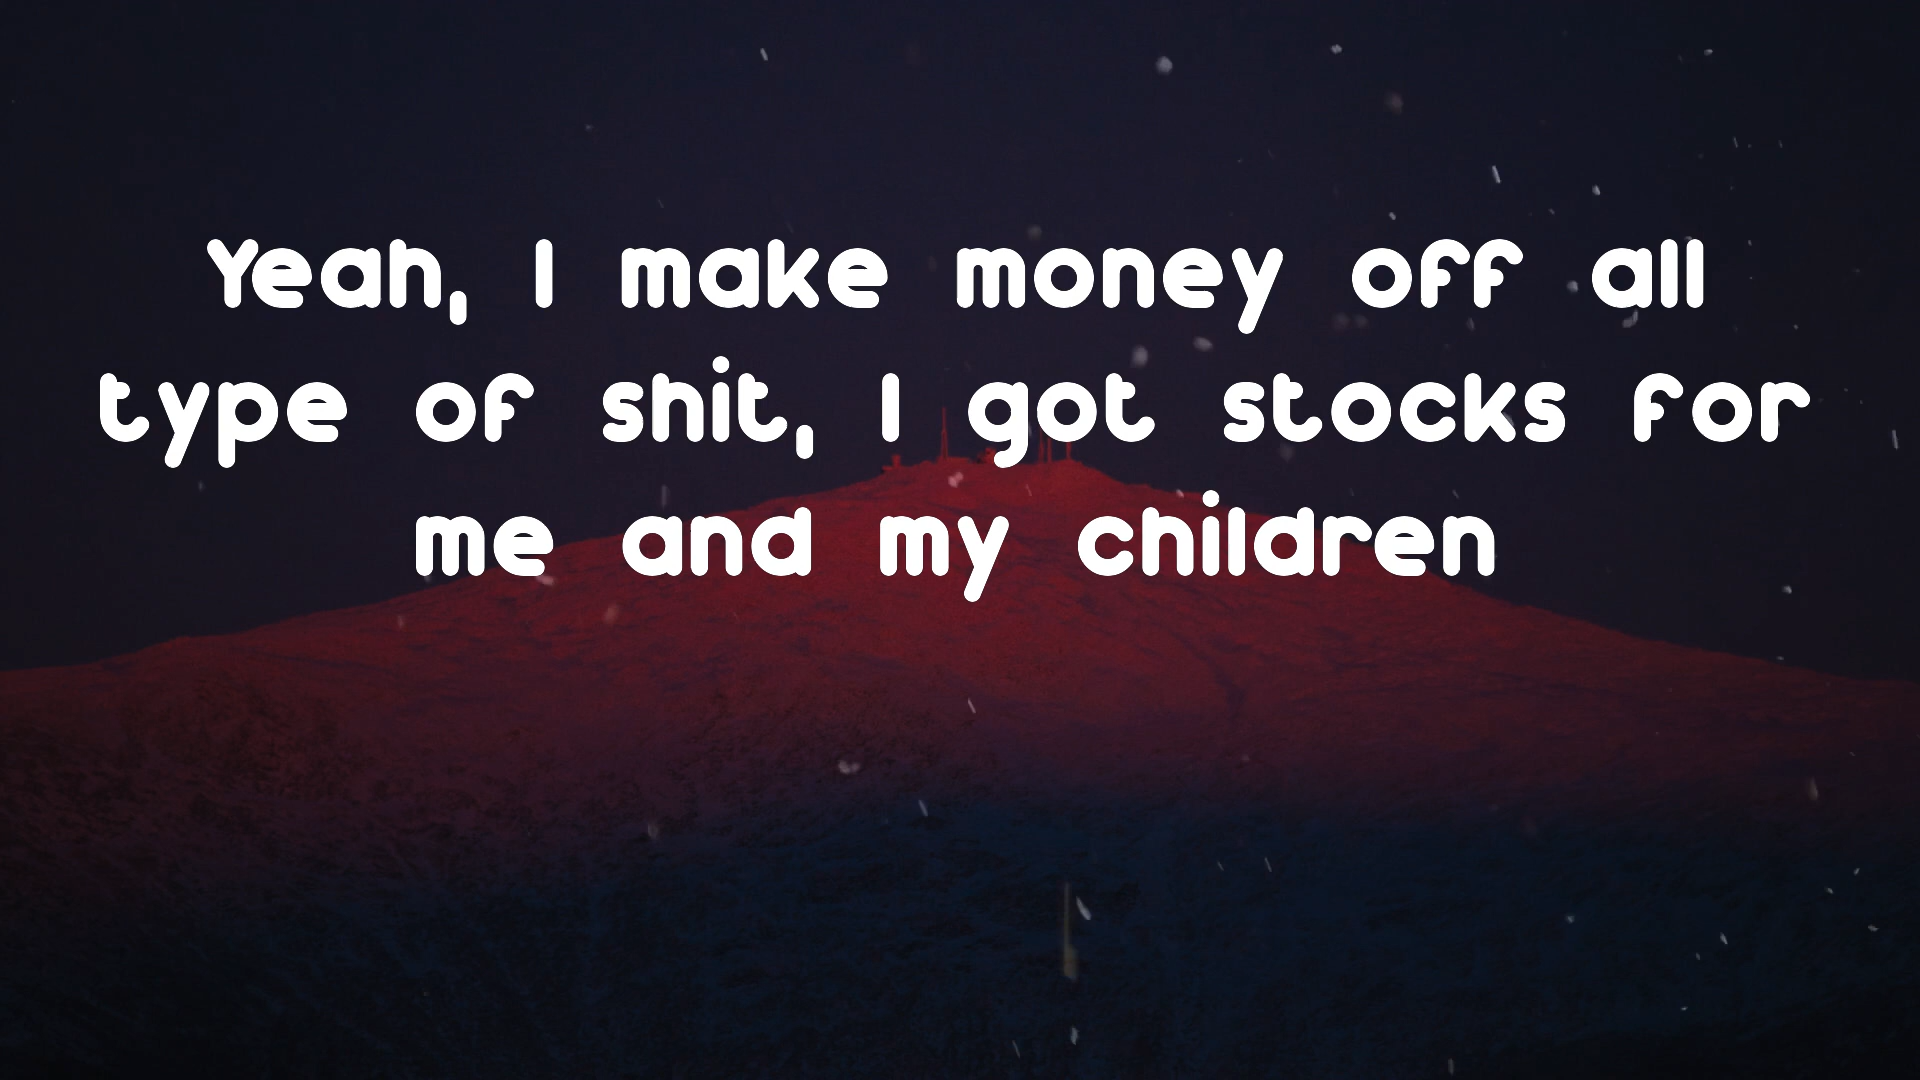 Yeah, I make money off all
type of shit, I got stocks for
me and my children